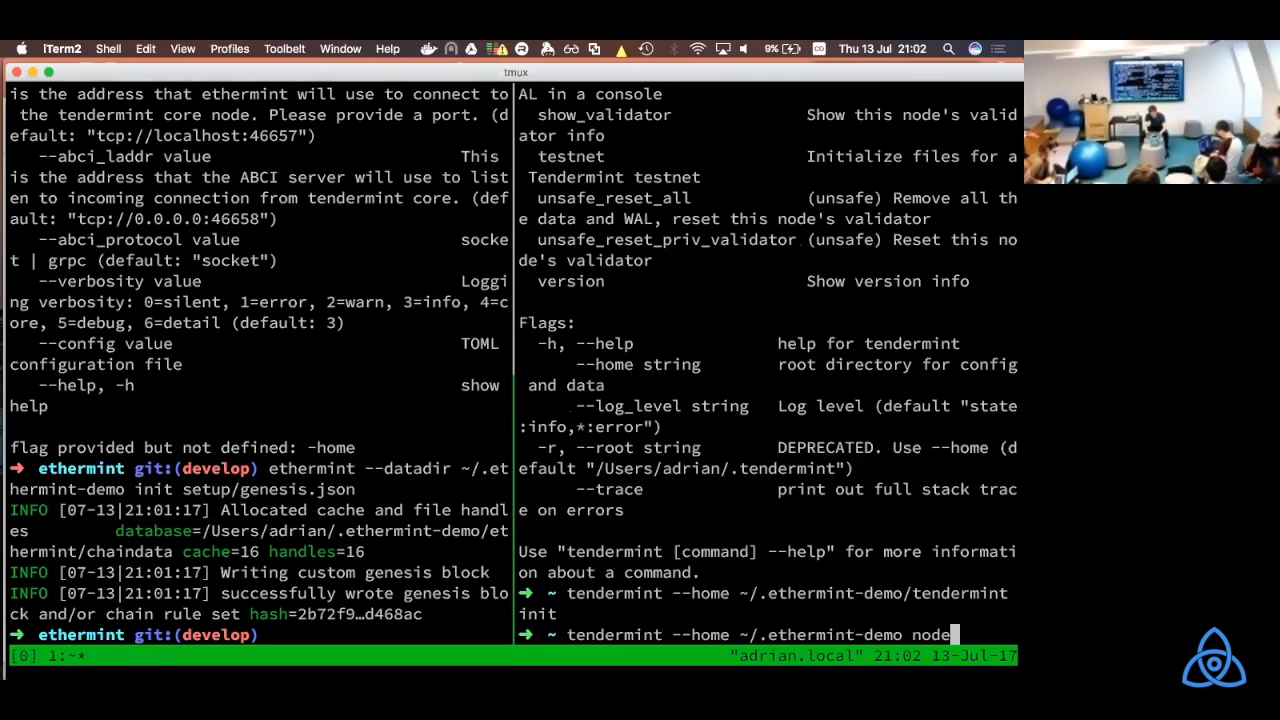 iTerm2 Shell Edit View Profiles Toolbelt Window Help 9% Thu 13 Jul 21:02
tmux
is the address that ethermint will use to connect to
the tendermint core node. Please provide a port. (d
efault: "tcp://localhost:46657")
--abci_laddr value This
is the address that the ABCI server will use to list
en to incoming connection from tendermint core. (def
ault: "tcp://0.0.0.0:46658")
--abci_protocol value socke
t | grpc (default: "socket")
--verbosity value Loggi
ng verbosity: 0=silent, 1=error, 2=warn, 3=info, 4=c
ore, 5=debug, 6=detail (default: 3)
--config value TOML
configuration file
--help, -h show
help
flag provided but not defined: -home
➜ ethermint git:(develop) ethermint --datadir ~/.et
hermint-demo init setup/genesis.json
INFO [07-13|21:01:17] Allocated cache and file handl
es database=/Users/adrian/.ethermint-demo/et
hermint/chaindata cache=16 handles=16
INFO [07-13|21:01:17] Writing custom genesis block
INFO [07-13|21:01:17] successfully wrote genesis blo
ck and/or chain rule set hash=2b72f9…d468ac
➜ ethermint git:(develop)
AL in a console
show_validator Show this node's valid
ator info
testnet Initialize files for a
Tendermint testnet
unsafe_reset_all (unsafe) Remove all th
e data and WAL, reset this node's validator
unsafe_reset_priv_validator (unsafe) Reset this no
de's validator
version Show version info
Flags:
-h, --help help for tendermint
--home string root directory for config
and data
--log_level string Log level (default "state
:info,*:error")
-r, --root string DEPRECATED. Use --home (d
efault "/Users/adrian/.tendermint")
--trace print out full stack trac
e on errors
Use "tendermint [command] --help" for more informati
on about a command.
➜ ~ tendermint --home ~/.ethermint-demo/tendermint
init
➜ ~ tendermint --home ~/.ethermint-demo node
[0] 1:~* "adrian.local" 21:02 13-Jul-17